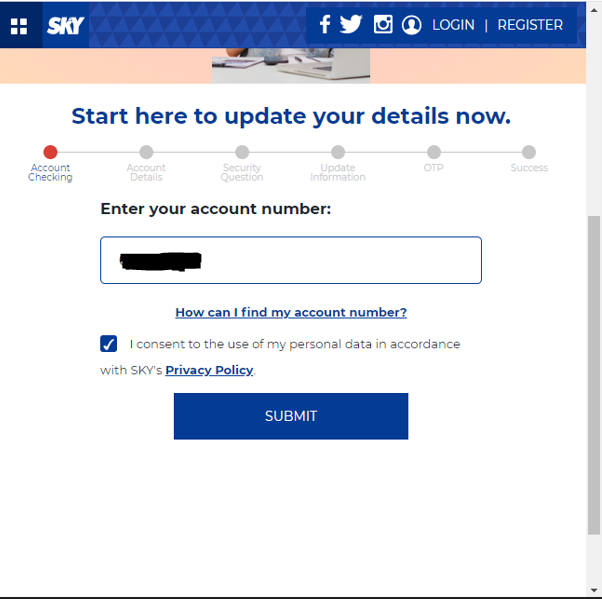 SKY LOGIN | REGISTER
Start here to update your details now.
Account Checking
Account Details
Security Question
Update Information
OTP
Success
Enter your account number:
How can I find my account number?
I consent to the use of my personal data in accordance
with SKY's Privacy Policy.
SUBMIT